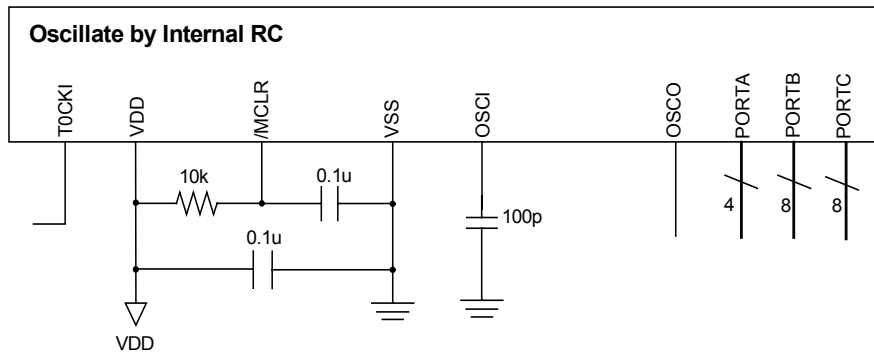 Oscillate by Internal RC
T0CKI
VDD
/MCLR
VSS
OSCI
OSCO
PORTA
PORTB
PORTC
10k
0.1u
0.1u
100p
4
8
8
VDD